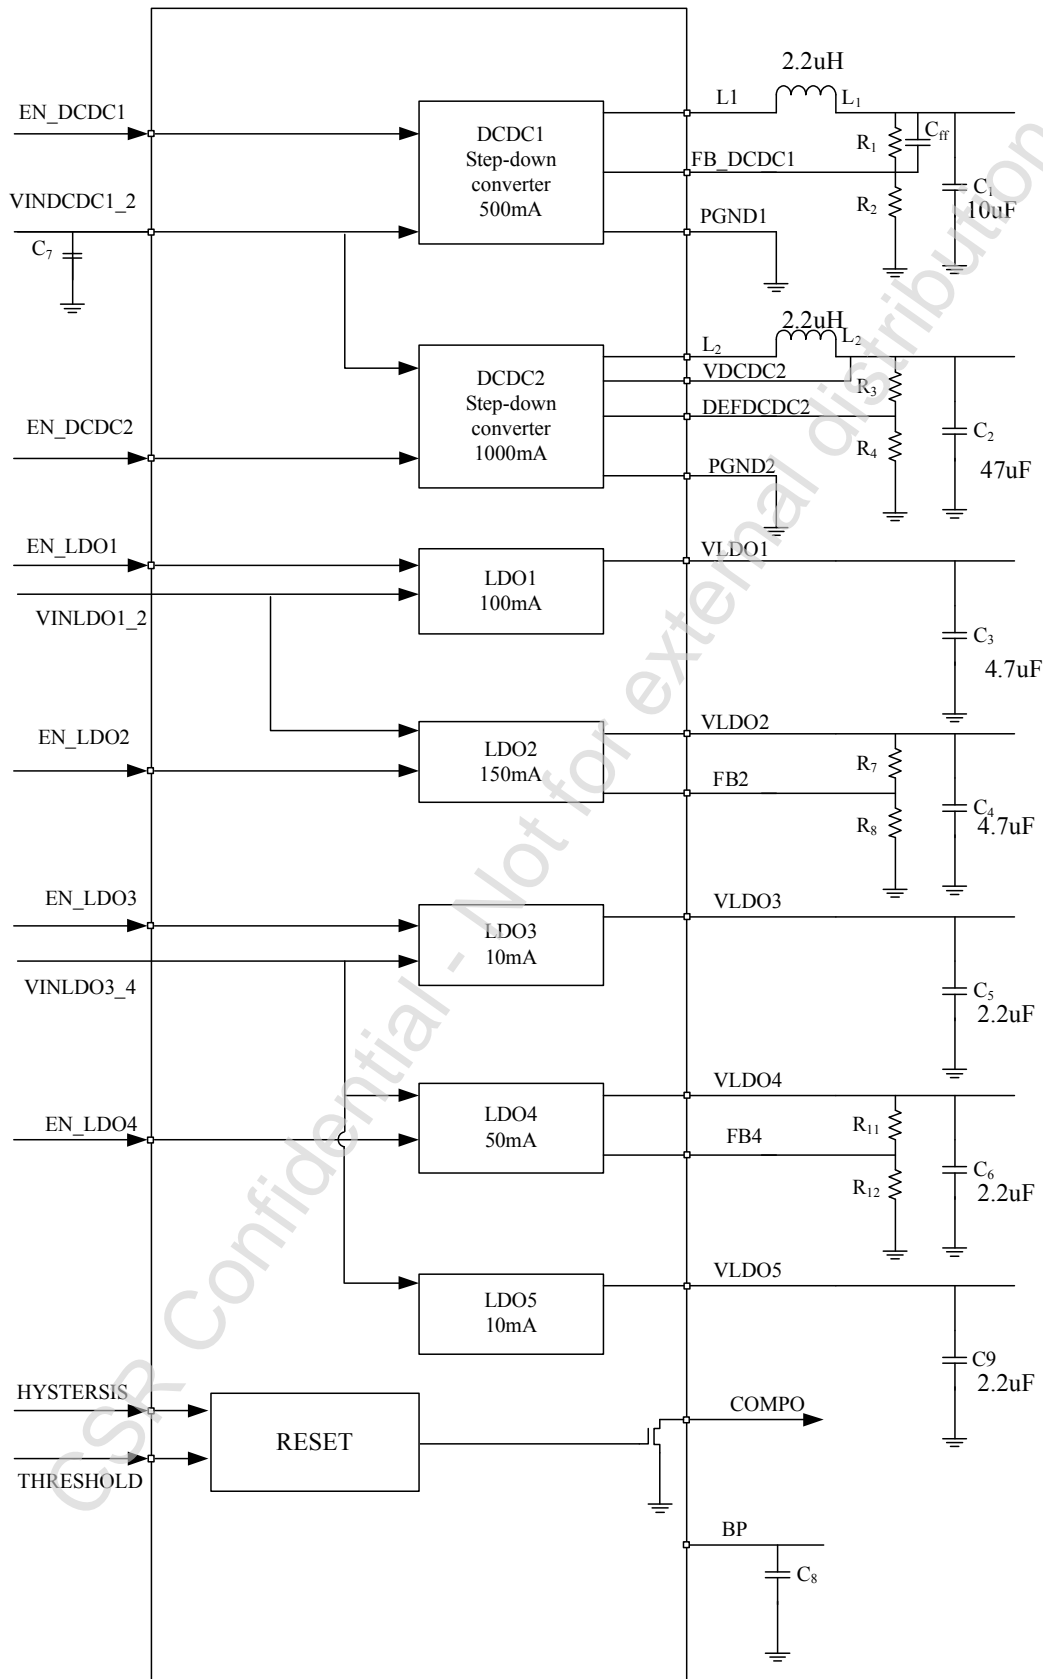 2.2uH
EN_DCDC1
L1
L₁
DCDC1
Step-down
converter
500mA
R₁
Cff
FB_DCDC1
VINDCDC1_2
R₂
C₁
10uF
PGND1
C₇
2.2uH
L₂
L₂
VDCDC2
DCDC2
Step-down
converter
1000mA
R₃
DEFDCDC2
EN_DCDC2
R₄
C₂
PGND2
47uF
EN_LDO1
VLDO1
LDO1
100mA
VINLDO1_2
C₃
4.7uF
EN_LDO2
VLDO2
LDO2
150mA
R₇
FB2
C₄
R₈
4.7uF
EN_LDO3
VLDO3
LDO3
10mA
VINLDO3_4
C₅
2.2uF
VLDO4
EN_LDO4
LDO4
50mA
R₁₁
FB4
C₆
R₁₂
2.2uF
VLDO5
LDO5
10mA
C9
2.2uF
HYSTERSIS
COMPO
RESET
THRESHOLD
BP
C₈
CSR Confidential - Not for external distribution